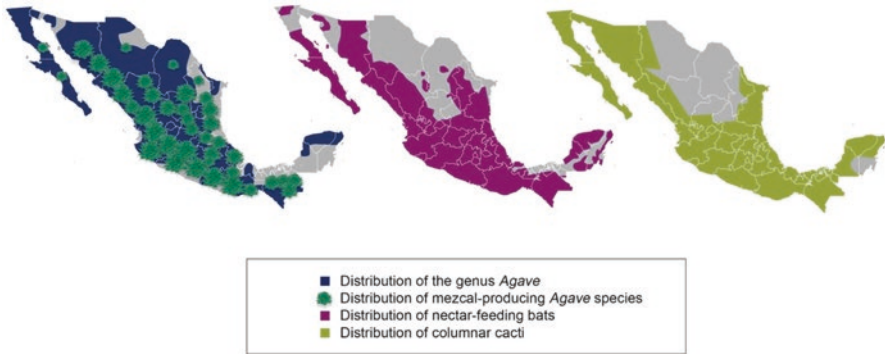 Distribution of the genus Agave
Distribution of mezcal-producing Agave species
Distribution of nectar-feeding bats
Distribution of columnar cacti